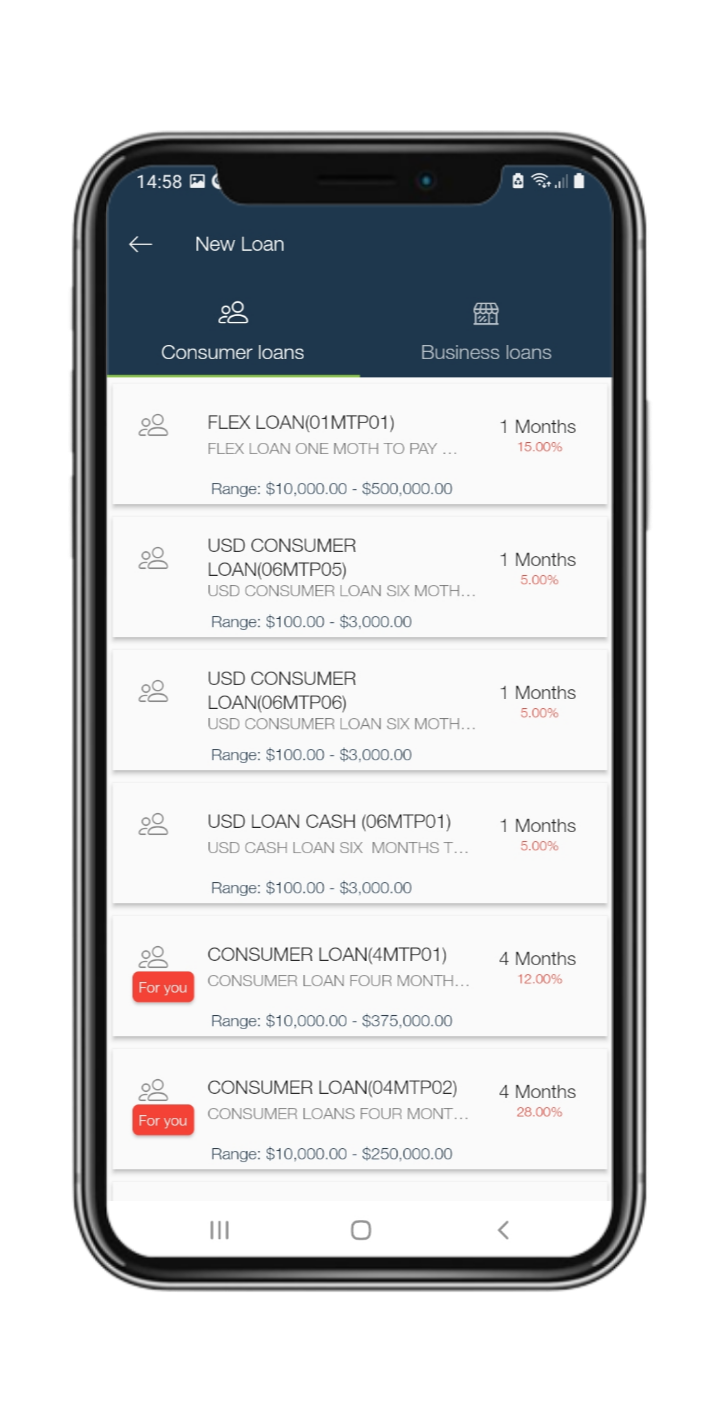 14:58
New Loan
Consumer loans
Business loans
FLEX LOAN(01MTP01)
1 Months
FLEX LOAN ONE MOTH TO PAY ...
15.00%
Range: $10,000.00 - $500,000.00
USD CONSUMER
LOAN(06MTP05)
1 Months
5.00%
USD CONSUMER LOAN SIX MOTH...
Range: $100.00 - $3,000.00
USD CONSUMER
LOAN(06MTP06)
1 Months
5.00%
USD CONSUMER LOAN SIX MOTH...
Range: $100.00 - $3,000.00
USD LOAN CASH (06MTP01)
1 Months
USD CASH LOAN SIX  MONTHS T...
5.00%
Range: $100.00 - $3,000.00
CONSUMER LOAN(4MTP01)
4 Months
For you
CONSUMER LOAN FOUR MONTH...
12.00%
Range: $10,000.00 - $375,000.00
CONSUMER LOAN(04MTP02)
4 Months
For you
CONSUMER LOANS FOUR MONT...
28.00%
Range: $10,000.00 - $250,000.00